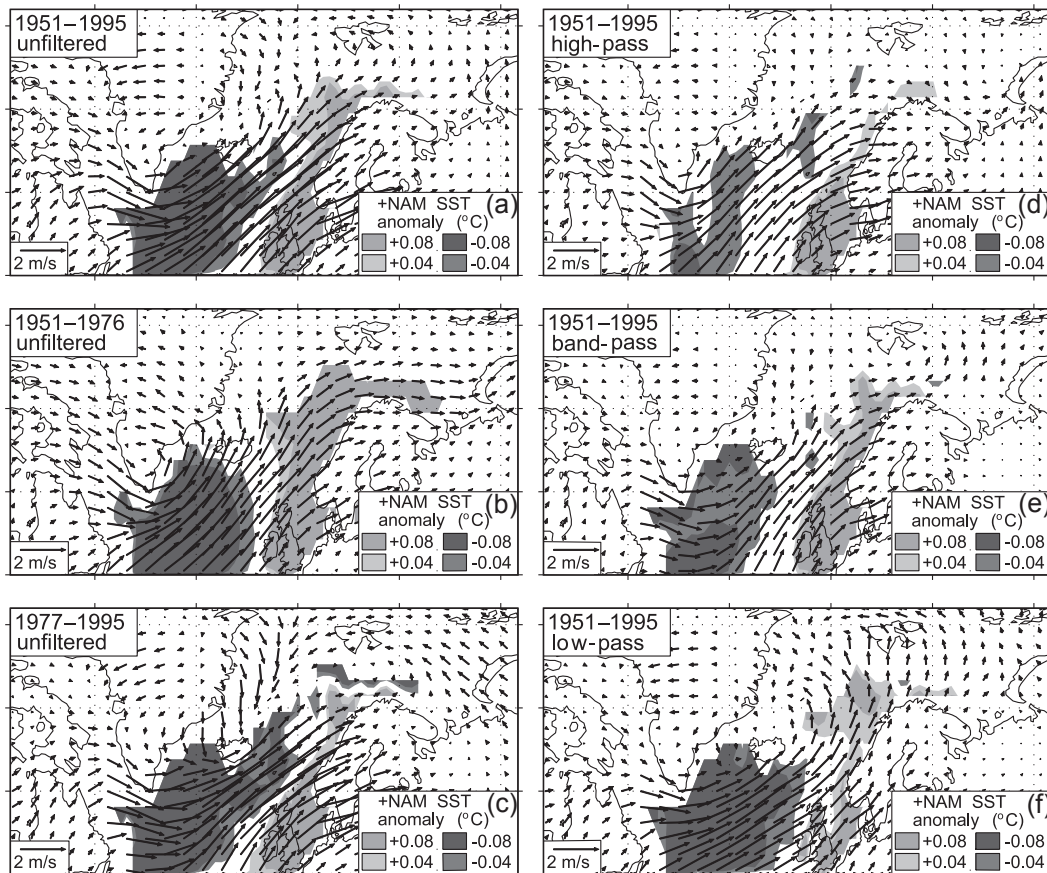 1951–1995
unfiltered
+NAM SST (a)
anomaly (°C)
+0.08 -0.08
+0.04 -0.04
2 m/s
1951–1976
unfiltered
+NAM SST (b)
anomaly (°C)
+0.08 -0.08
+0.04 -0.04
2 m/s
1977–1995
unfiltered
+NAM SST (c)
anomaly (°C)
+0.08 -0.08
+0.04 -0.04
2 m/s
1951–1995
high-pass
+NAM SST (d)
anomaly (°C)
+0.08 -0.08
+0.04 -0.04
2 m/s
1951–1995
band-pass
+NAM SST (e)
anomaly (°C)
+0.08 -0.08
+0.04 -0.04
2 m/s
1951–1995
low-pass
+NAM SST (f)
anomaly (°C)
+0.08 -0.08
+0.04 -0.04
2 m/s